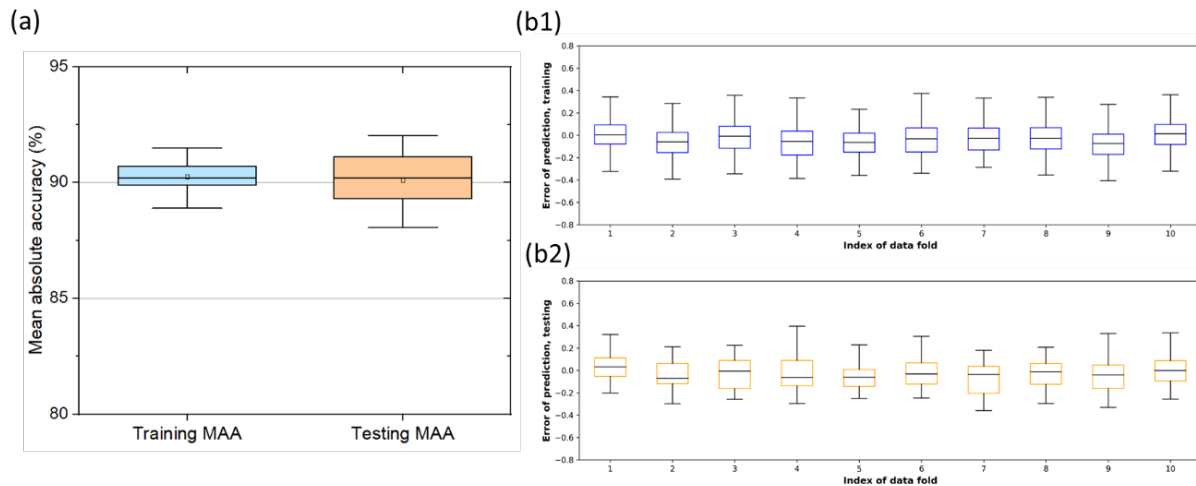 (a)
95
90
85
80
Mean absolute accuracy (%)
Training MAA
Testing MAA
(b1)
0.8
0.6
0.4
0.2
0.0
−0.2
−0.4
−0.6
−0.8
Error of prediction, training
1 2 3 4 5 6 7 8 9 10
Index of data fold
(b2)
0.8
0.6
0.4
0.2
0.0
−0.2
−0.4
−0.6
−0.8
Error of prediction, testing
1 2 3 4 5 6 7 8 9 10
Index of data fold